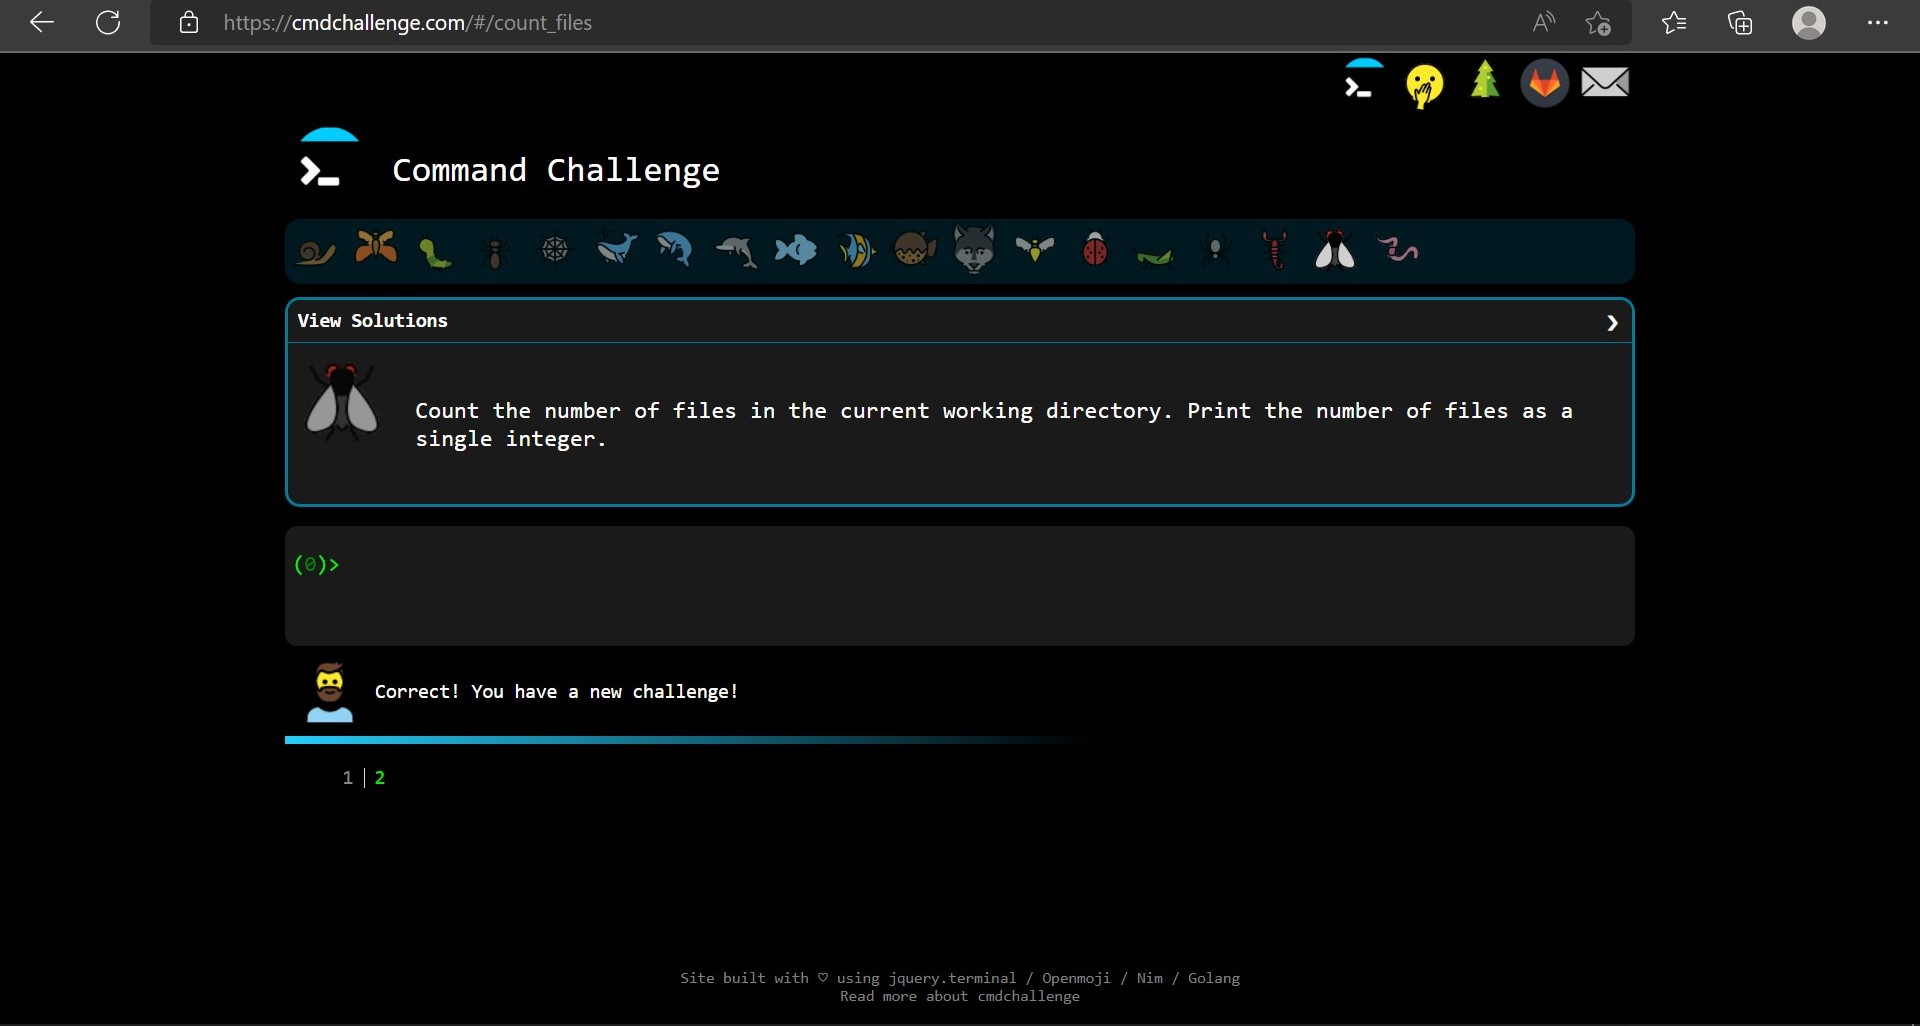 https://cmdchallenge.com/#/count_files
Command Challenge
View Solutions
Count the number of files in the current working directory. Print the number of files as a
single integer.
(0)>
Correct! You have a new challenge!
1 | 2
Site built with ♡ using jquery.terminal / Openmoji / Nim / Golang
Read more about cmdchallenge